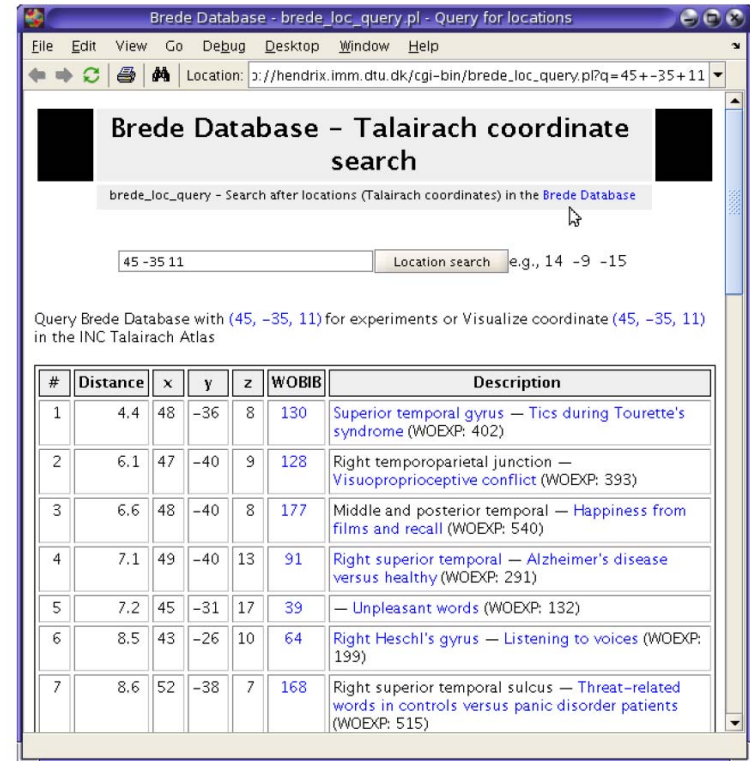 Brede Database - brede_loc_query.pl - Query for locations
File Edit View Go Debug Desktop Window Help
Location: ://hendrix.imm.dtu.dk/cgi-bin/brede_loc_query.pl?q=45+-35+11
Brede Database - Talairach coordinate
search
brede_loc_query - Search after locations (Talairach coordinates) in the Brede Database
45 -35 11 Location search e.g., 14 -9 -15
Query Brede Database with (45, -35, 11) for experiments or Visualize coordinate (45, -35, 11)
in the INC Talairach Atlas
# Distance x y z WOBIB Description
1 4.4 48 -36 8 130 Superior temporal gyrus — Tics during Tourette's
syndrome (WOEXP: 402)
2 6.1 47 -40 9 128 Right temporoparietal junction —
Visuoproprioceptive conflict (WOEXP: 393)
3 6.6 48 -40 8 177 Middle and posterior temporal — Happiness from
films and recall (WOEXP: 540)
4 7.1 49 -40 13 91 Right superior temporal — Alzheimer's disease
versus healthy (WOEXP: 291)
5 7.2 45 -31 17 39 — Unpleasant words (WOEXP: 132)
6 8.5 43 -26 10 64 Right Heschl's gyrus — Listening to voices (WOEXP:
199)
7 8.6 52 -38 7 168 Right superior temporal sulcus — Threat-related
words in controls versus panic disorder patients
(WOEXP: 515)